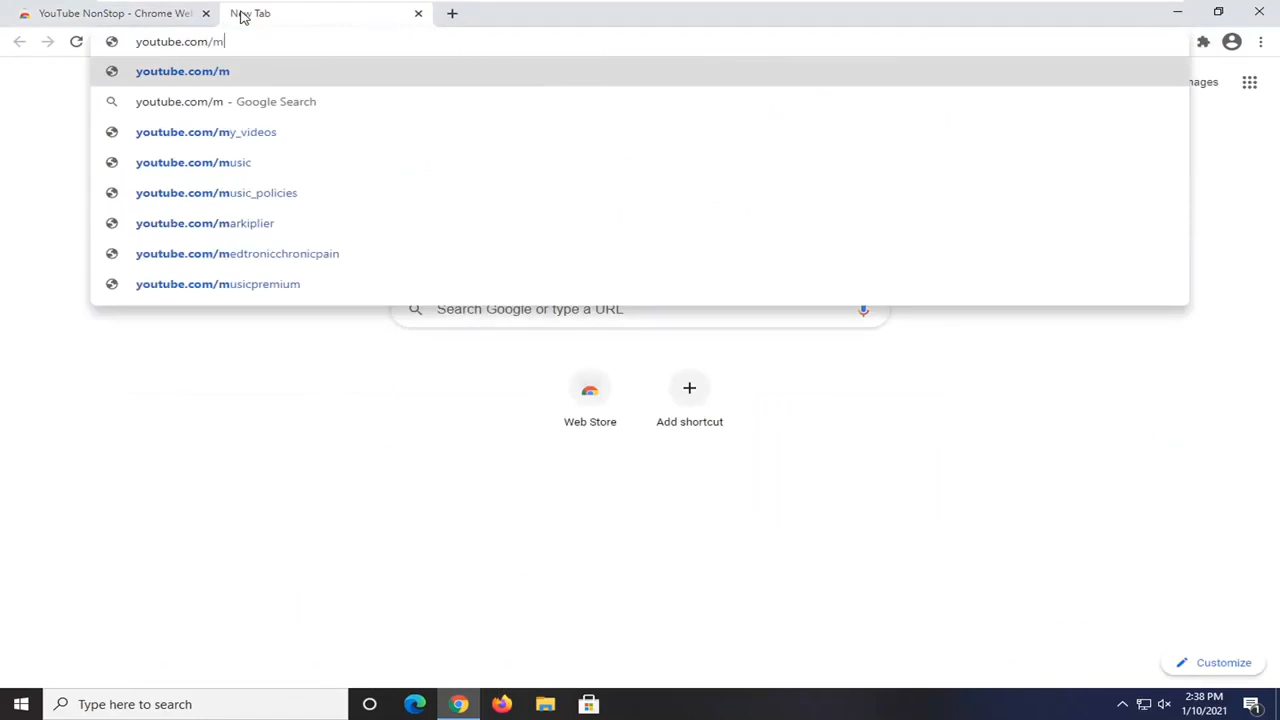 YouTube NonStop - Chrome Wel
New Tab
youtube.com/m
youtube.com/m
youtube.com/m - Google Search
youtube.com/my_videos
youtube.com/music
youtube.com/music_policies
youtube.com/markiplier
youtube.com/medtronicchronicpain
youtube.com/musicpremium
Search Google or type a URL
Web Store
Add shortcut
Customize
Type here to search
2:38 PM
1/10/2021
1